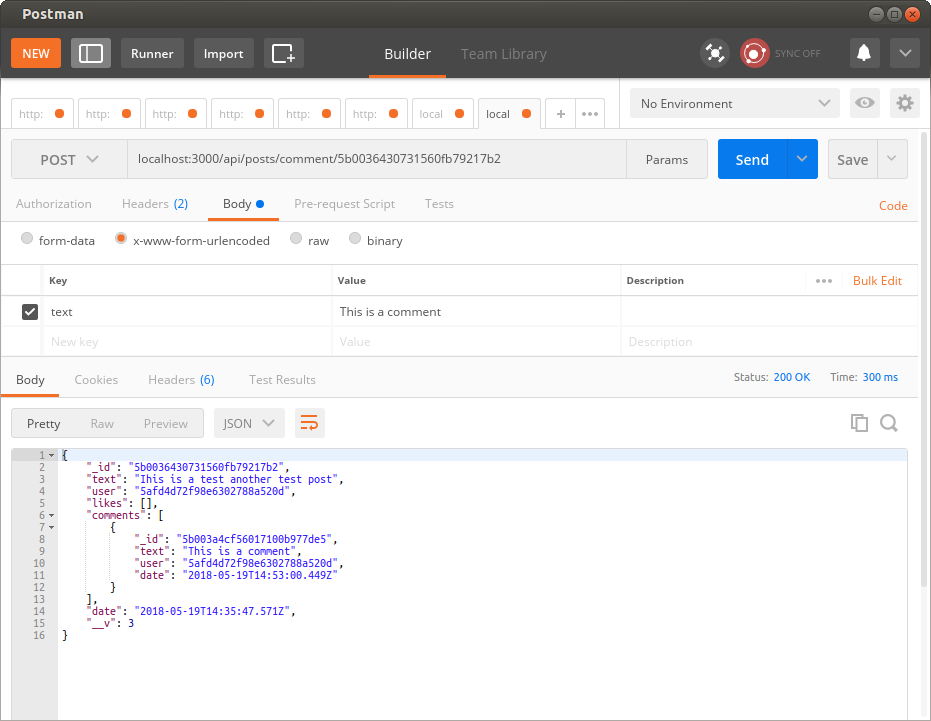 Postman
NEW Runner Import Builder Team Library SYNC OFF
http: http: http: http: http: http: local local + ••• No Environment
POST localhost:3000/api/posts/comment/5b0036430731560fb79217b2 Params Send Save
Authorization Headers (2) Body Pre-request Script Tests Code
form-data x-www-form-urlencoded raw binary
Key Value Description ••• Bulk Edit
text This is a comment
New key Value Description
Body Cookies Headers (6) Test Results Status: 200 OK Time: 300 ms
Pretty Raw Preview JSON
1 {
2 "_id": "5b0036430731560fb79217b2",
3 "text": "Ihis is a test another test post",
4 "user": "5afd4d72f98e6302788a520d",
5 "likes": [],
6 "comments": [
7 {
8 "_id": "5b003a4cf56017100b977de5",
9 "text": "This is a comment",
10 "user": "5afd4d72f98e6302788a520d",
11 "date": "2018-05-19T14:53:00.449Z"
12 }
13 ],
14 "date": "2018-05-19T14:35:47.571Z",
15 "__v": 3
16 }